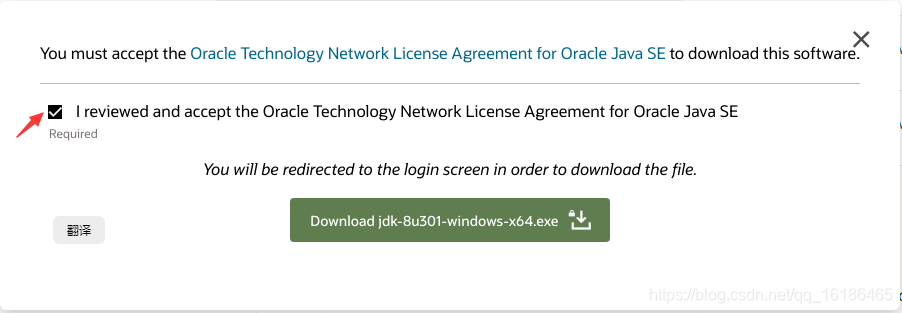 You must accept the Oracle Technology Network License Agreement for Oracle Java SE to download this software.
I reviewed and accept the Oracle Technology Network License Agreement for Oracle Java SE
Required
You will be redirected to the login screen in order to download the file.
Download jdk-8u301-windows-x64.exe
翻译
https://blog.csdn.net/qq_16186465